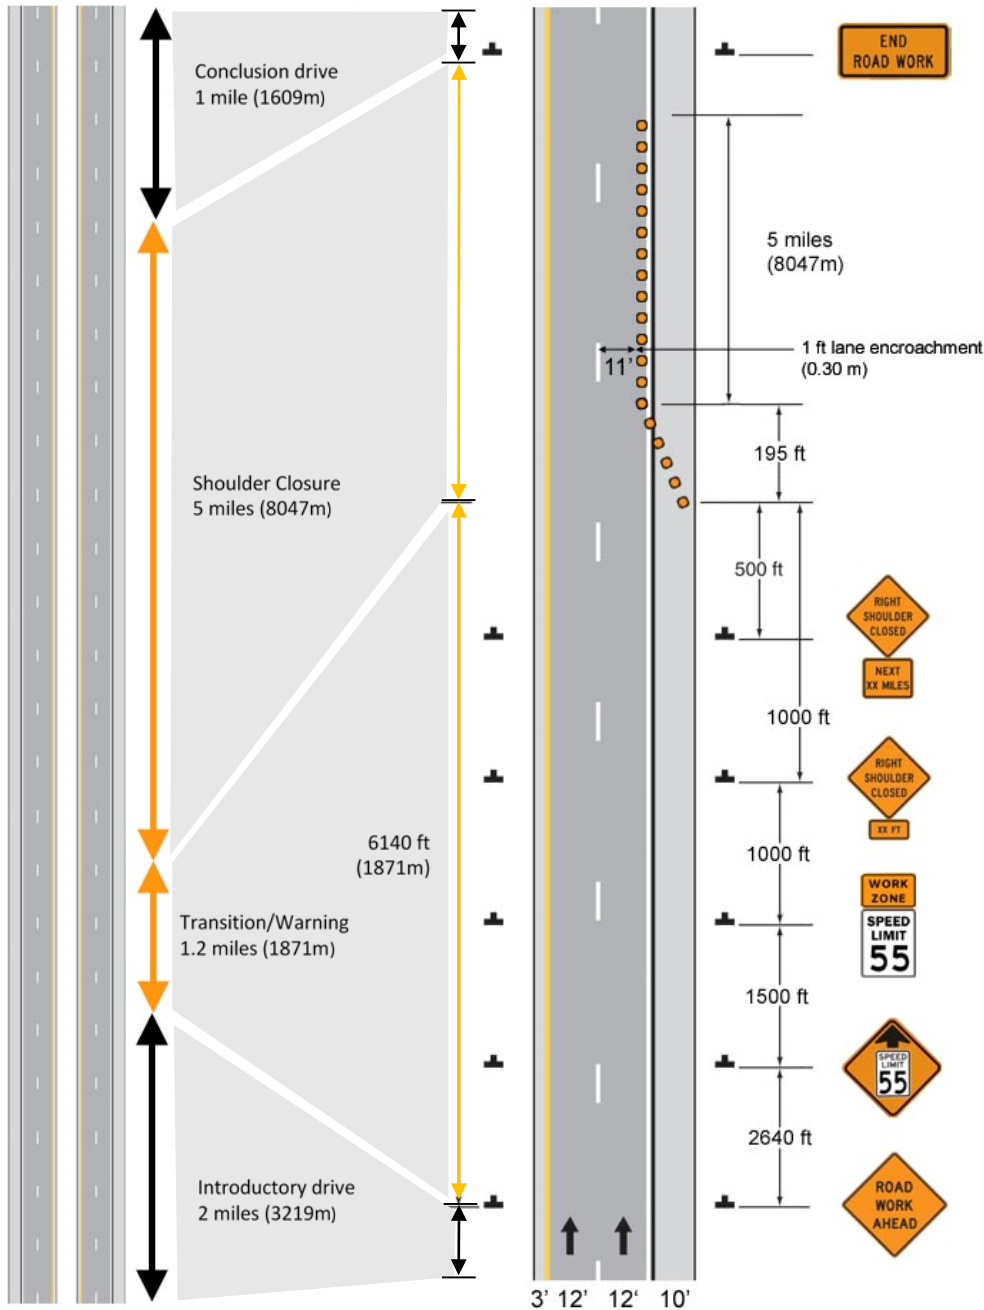 Conclusion drive
1 mile (1609m)
Shoulder Closure
5 miles (8047m)
6140 ft
(1871m)
Transition/Warning
1.2 miles (1871m)
Introductory drive
2 miles (3219m)
END
ROAD WORK
5 miles
(8047m)
1 ft lane encroachment
(0.30 m)
11'
195 ft
500 ft
RIGHT
SHOULDER
CLOSED
NEXT
XX MILES
1000 ft
RIGHT
SHOULDER
CLOSED
XX FT
1000 ft
WORK
ZONE
SPEED
LIMIT
55
1500 ft
SPEED
LIMIT
55
2640 ft
ROAD
WORK
AHEAD
3' 12' 12‘ 10'